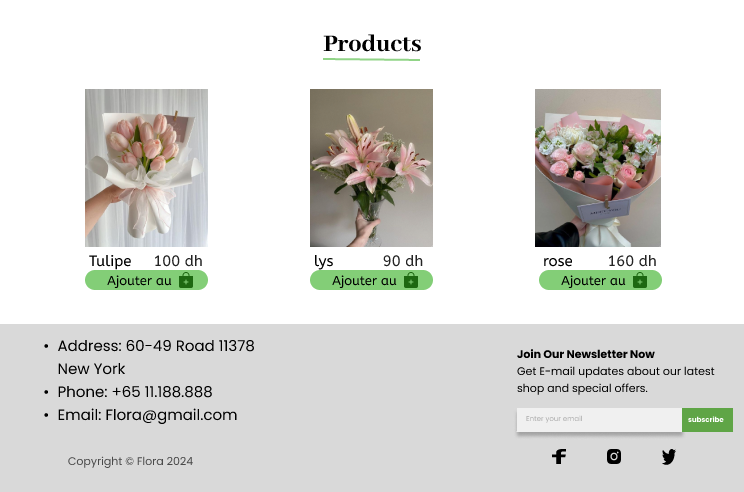 Products
Tulipe 100 dh
Ajouter au
lys 90 dh
Ajouter au
rose 160 dh
Ajouter au
• Address: 60-49 Road 11378
New York
• Phone: +65 11.188.888
• Email: Flora@gmail.com
Copyright © Flora 2024
Join Our Newsletter Now
Get E-mail updates about our latest
shop and special offers.
Enter your email
subscribe